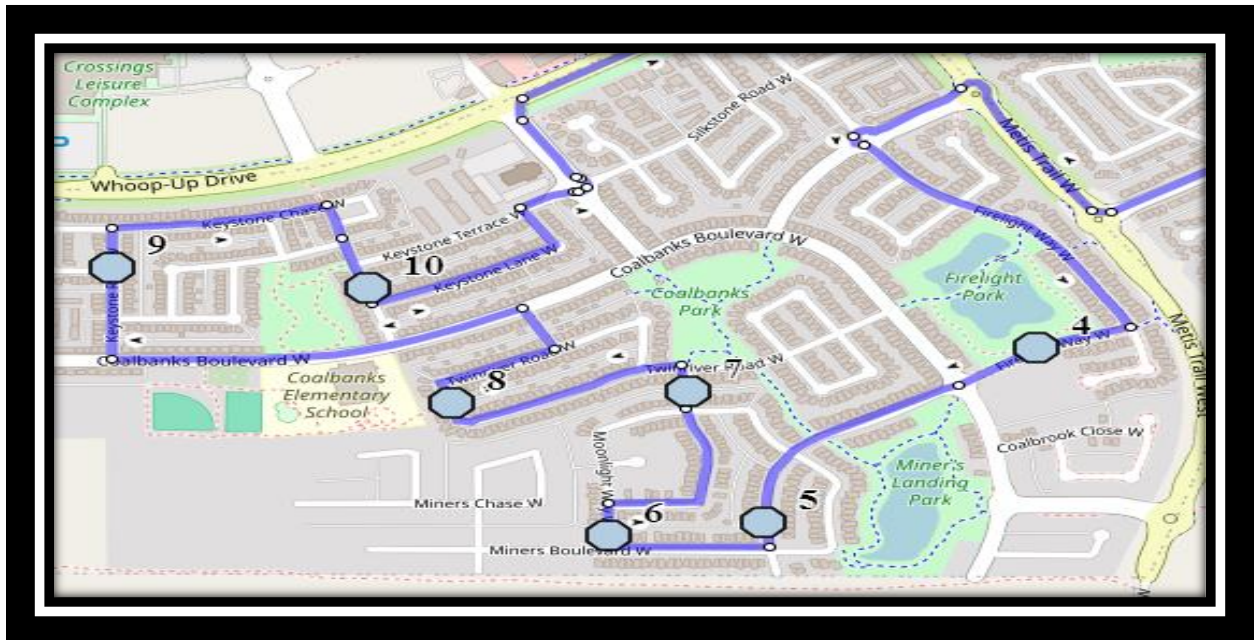 Crossings
Leisure
Complex
Whoop-Up Drive
Silkstone Road W
Metis Trail W
Keystone Chase W
9
Keystone Terrace W
10
Keystone Lane W
Coalbanks Boulevard W
Firelight Way W
Coalbanks
Park
Firelight
Park
4
Coalbanks Boulevard W
Twinriver Road W
7
Metis Trail West
Coalbanks
Elementary
School
8
Moonlight Way
Coalbrook Close W
Miner's
Landing
Park
Miners Chase W
6
5
Miners Boulevard W